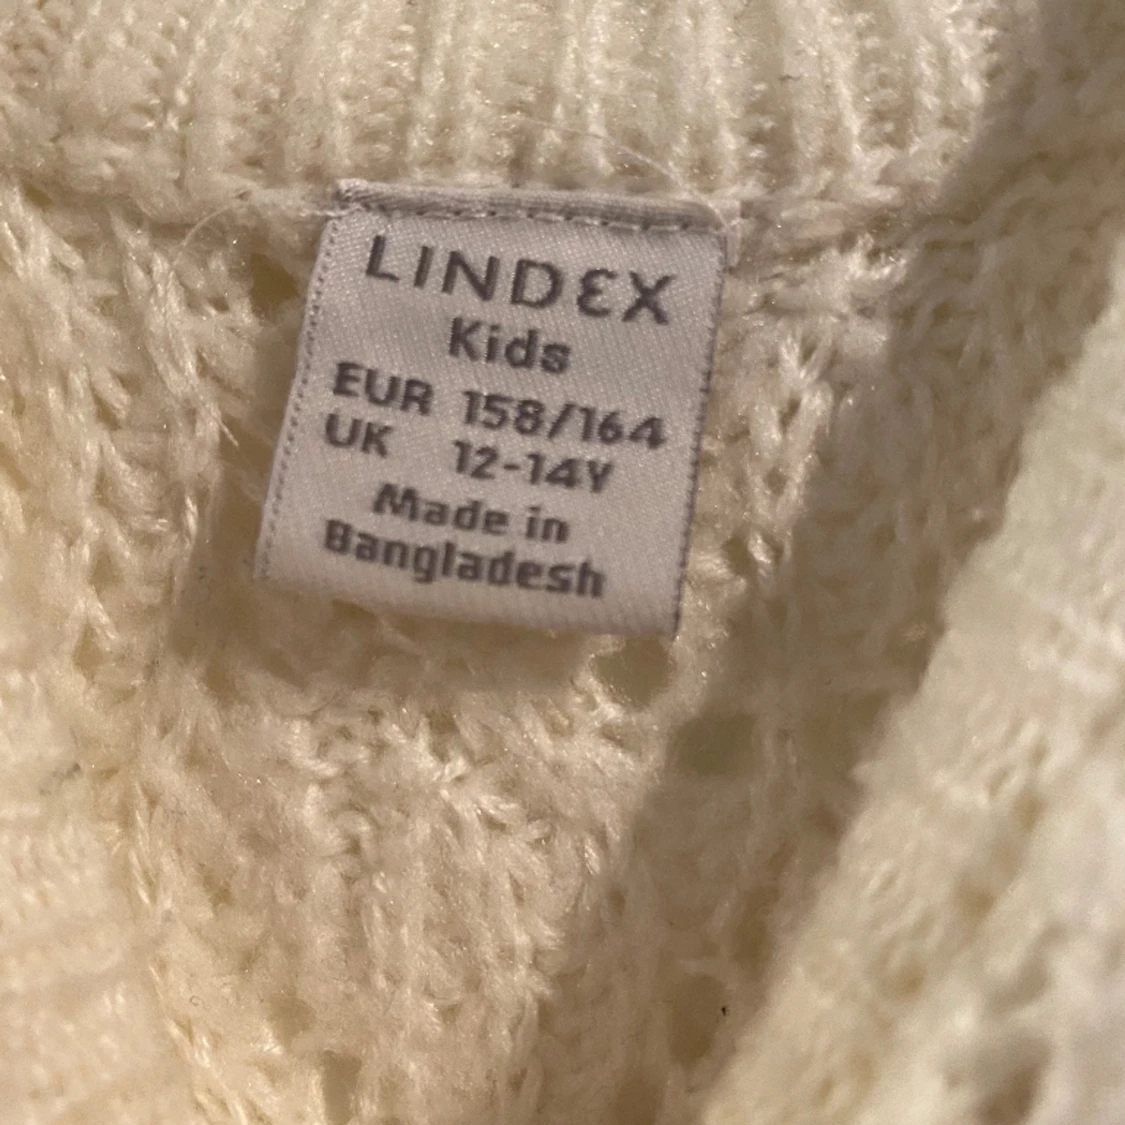 LINDEX
Kids
EUR 158/164
UK 12-14Y
Made in
Bangladesh